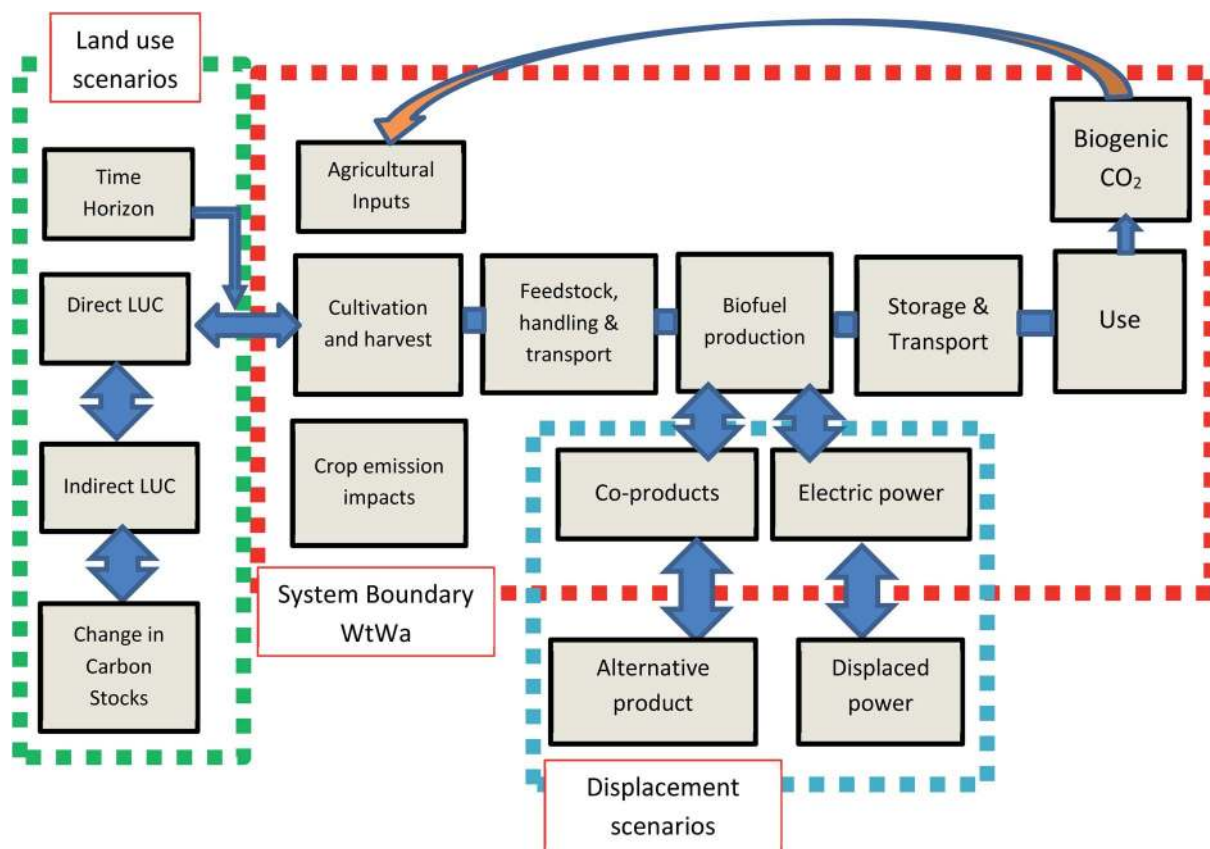 Land use
scenarios
Time
Horizon
Direct LUC
Indirect LUC
Change in
Carbon
Stocks
Agricultural
Inputs
Cultivation
and harvest
Crop emission
impacts
Feedstock,
handling &
transport
Biofuel
production
Storage &
Transport
Use
Biogenic
CO₂
Co-products
Electric power
System Boundary
WtWa
Alternative
product
Displaced
power
Displacement
scenarios